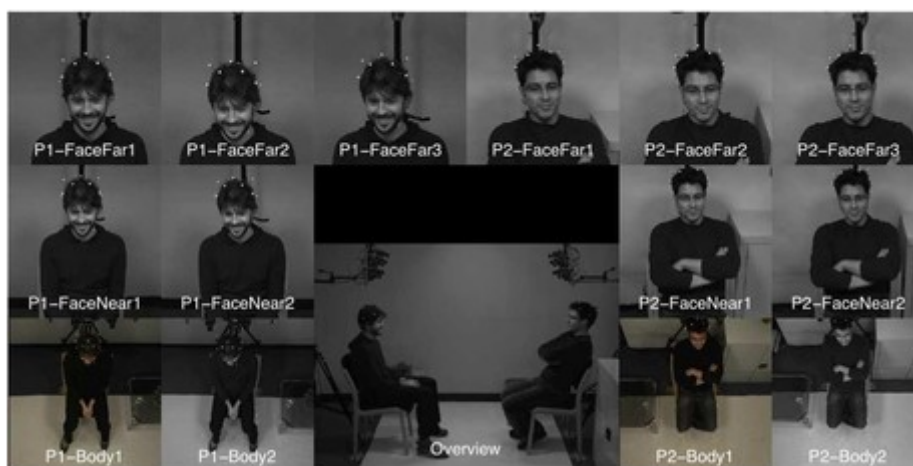 P1-FaceFar1
P1-FaceFar2
P1-FaceFar3
P2-FaceFar1
P2-FaceFar2
P2-FaceFar3
P1-FaceNear1
P1-FaceNear2
P2-FaceNear1
P2-FaceNear2
P1-Body1
P1-Body2
Overview
P2-Body1
P2-Body2